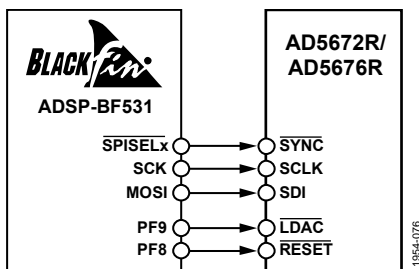 BLACKfin
ADSP-BF531
AD5672R/
AD5676R
SPISELx
SYNC
SCK
SCLK
MOSI
SDI
PF9
LDAC
PF8
RESET
1954-076